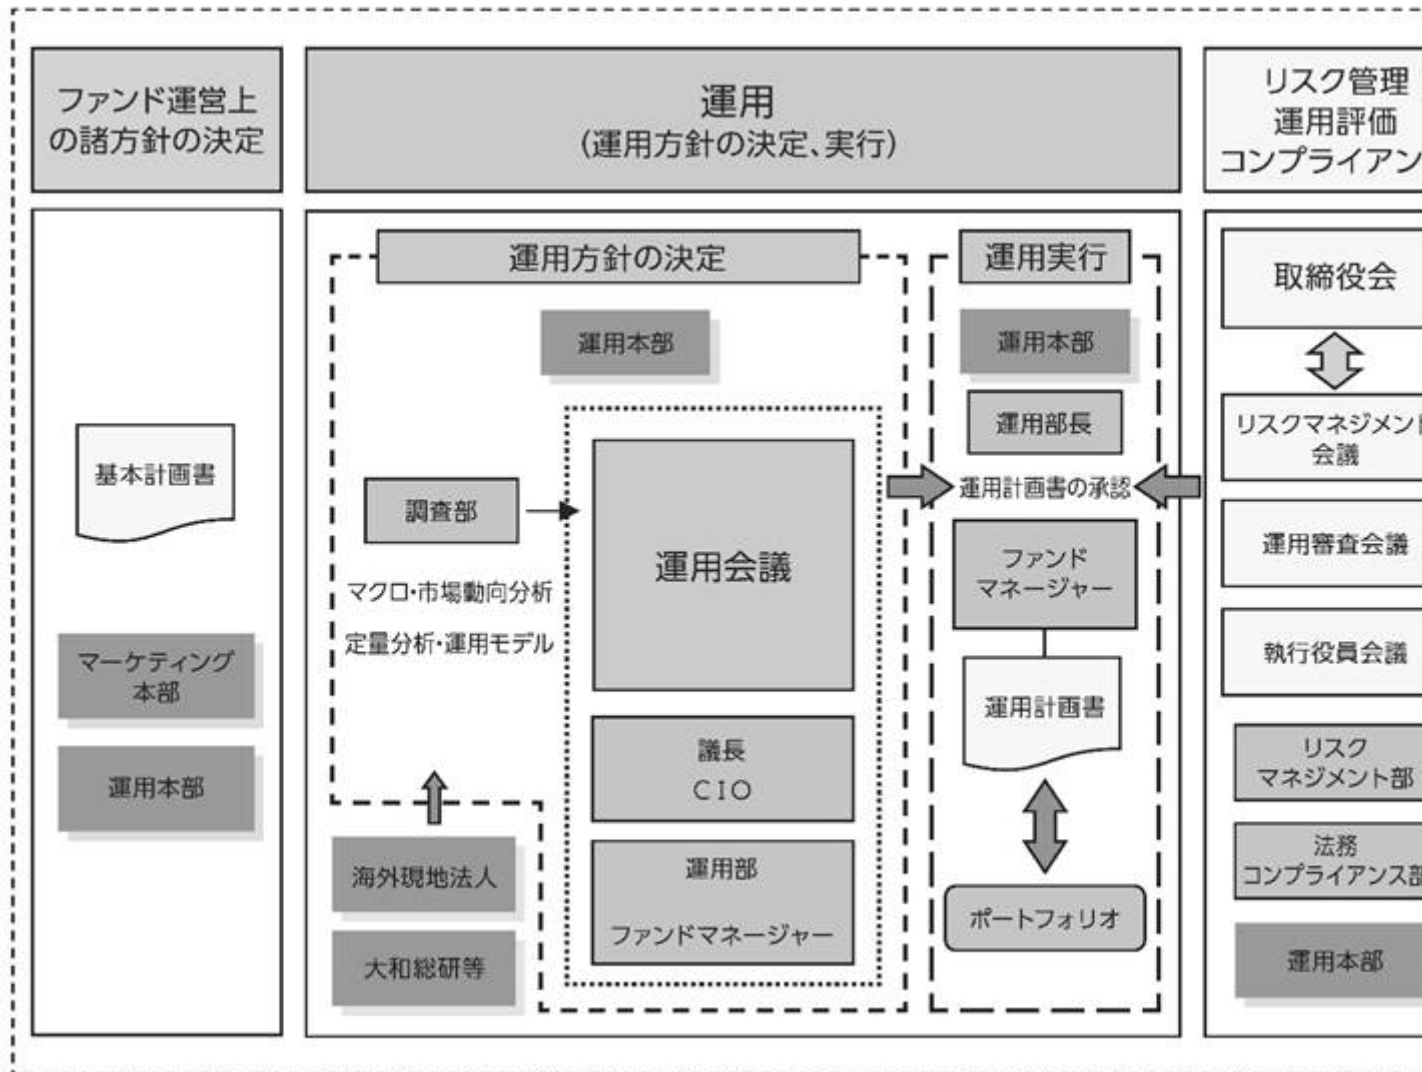 ファンド運営上
の諸方針の決定
運用
(運用方針の決定、実行)
リスク管理
運用評価
コンプライアン
基本計画書
マーケティング
本部
運用本部
運用方針の決定
運用本部
調査部
マクロ・市場動向分析
定量分析・運用モデル
運用会議
議長
CIO
運用部
ファンドマネージャー
海外現地法人
大和総研等
運用実行
運用本部
運用部長
運用計画書の承認
ファンド
マネージャー
運用計画書
ポートフォリオ
取締役会
リスクマネジメント
会議
運用審査会議
執行役員会議
リスク
マネジメント部
法務
コンプライアンス部
運用本部